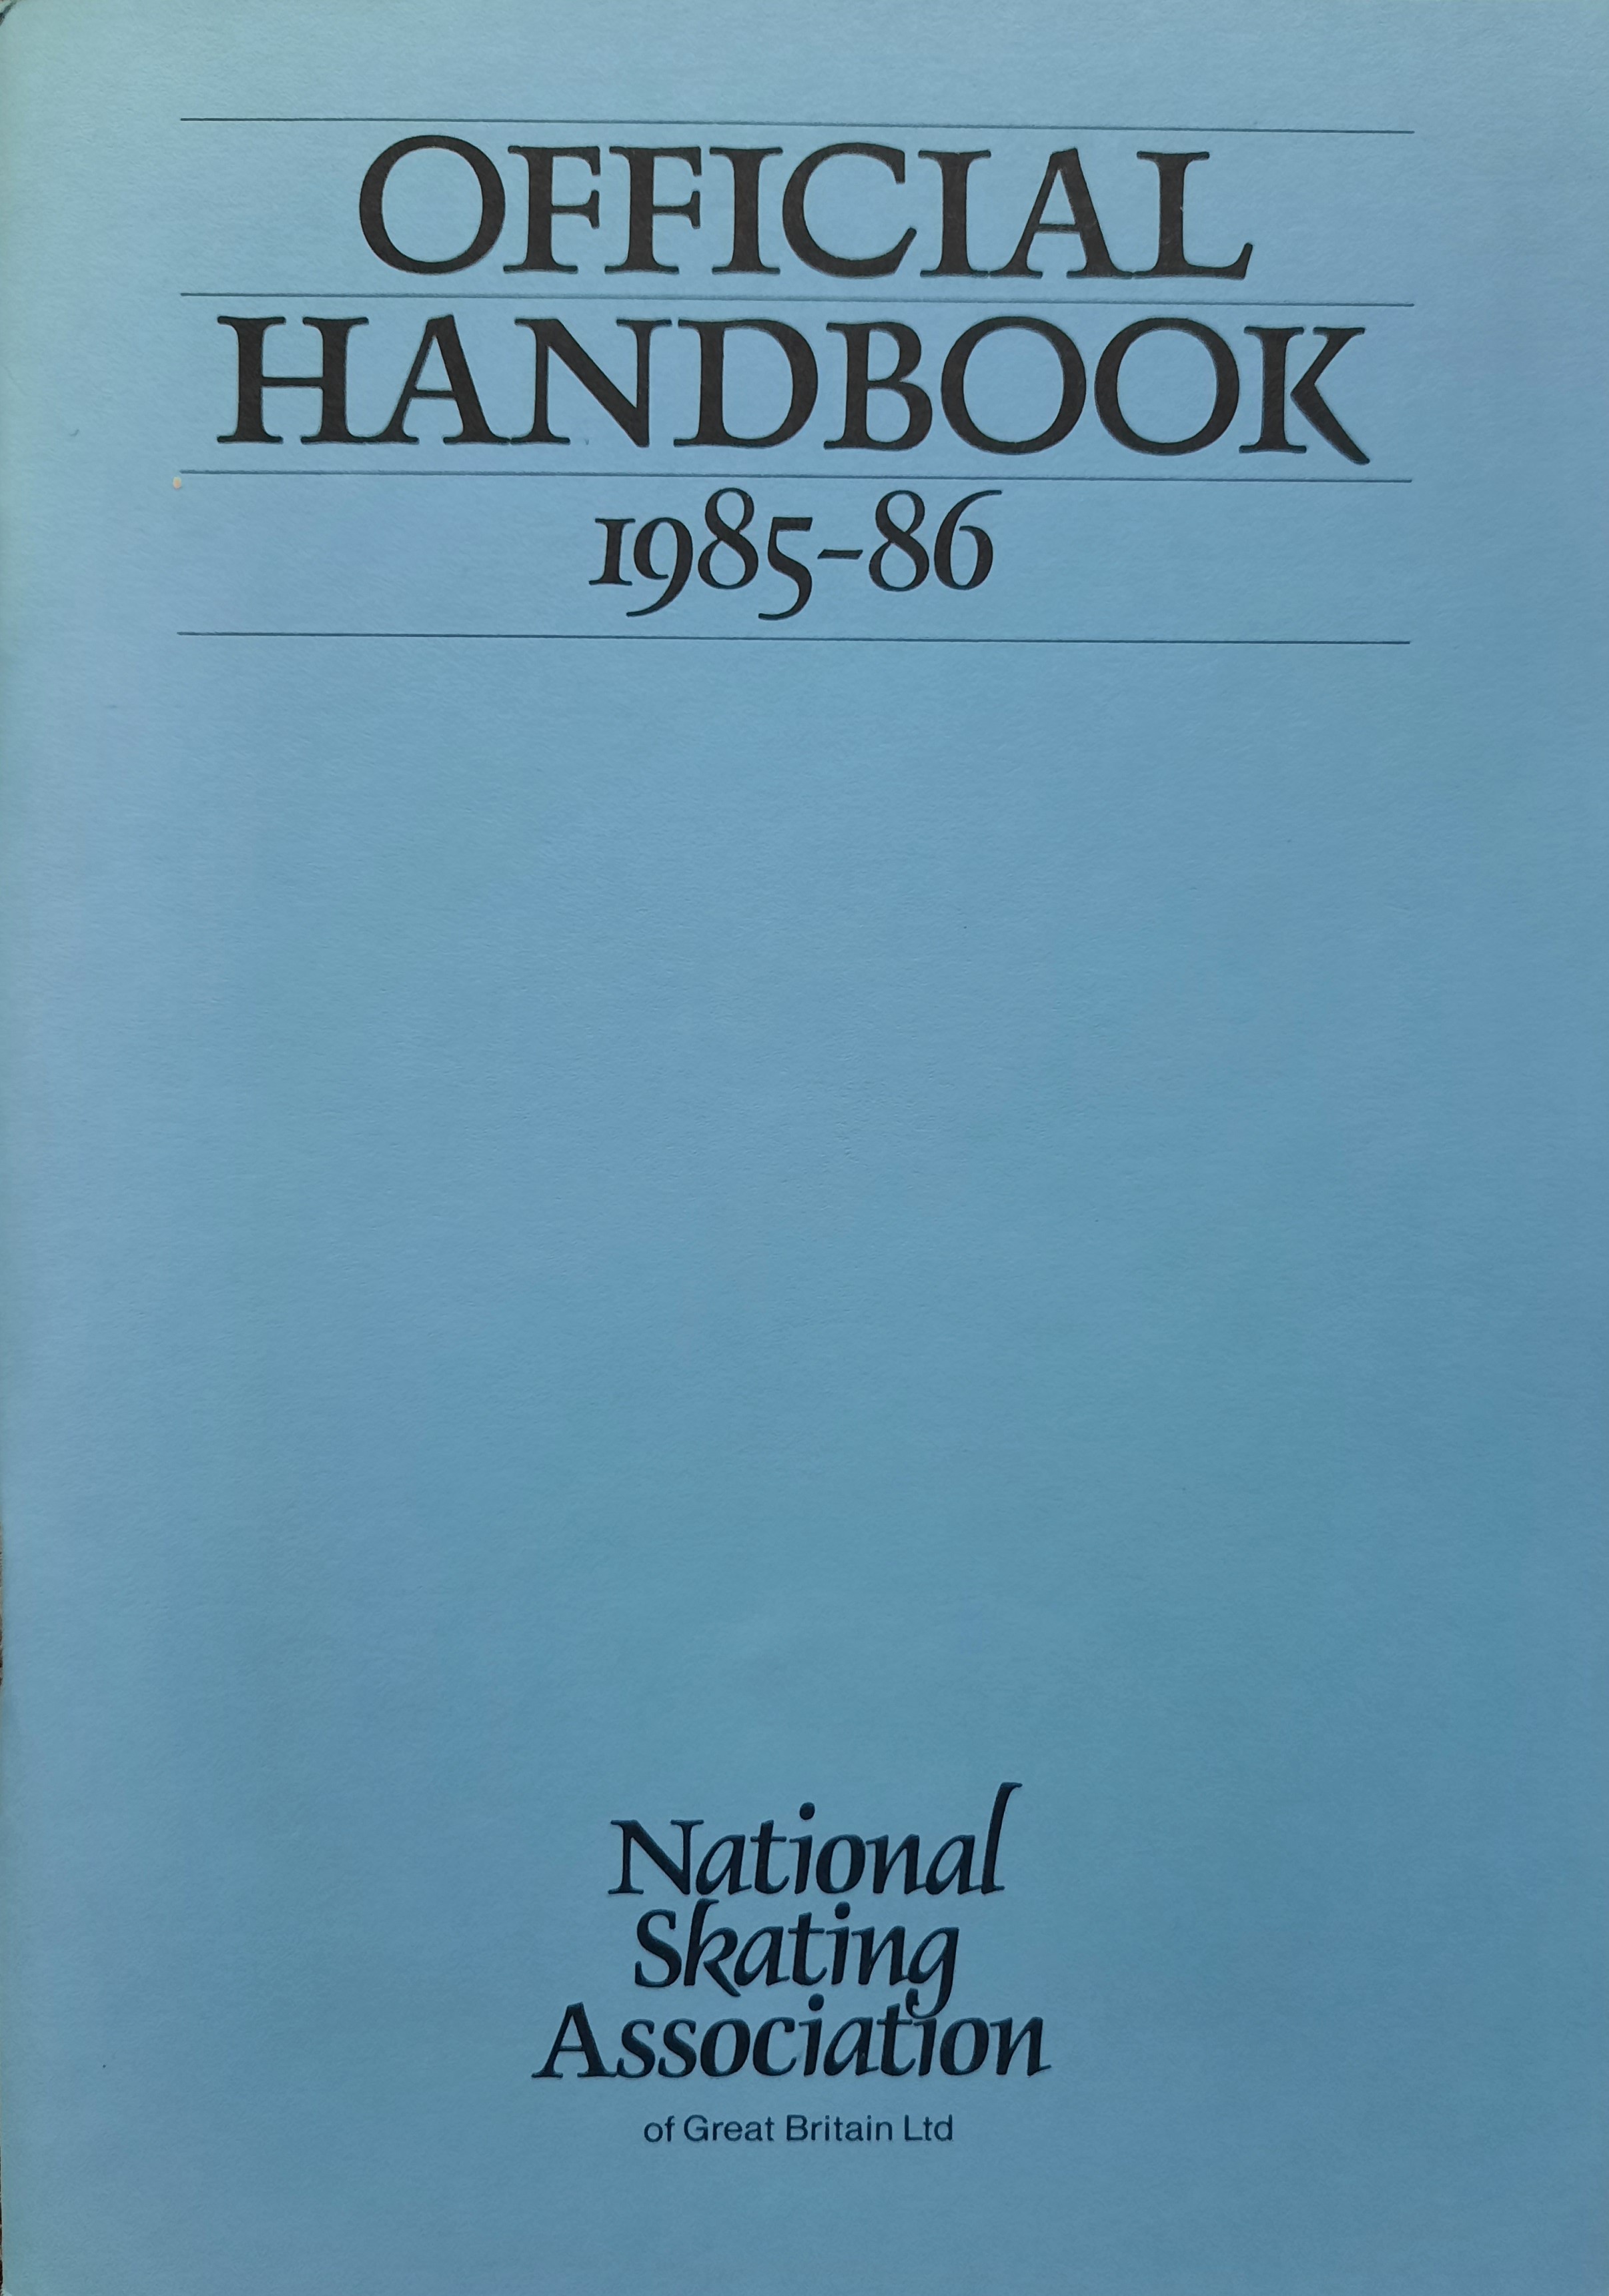 OFFICIAL
HANDBOOK
1985-86
National
Skating
Association
of Great Britain Ltd